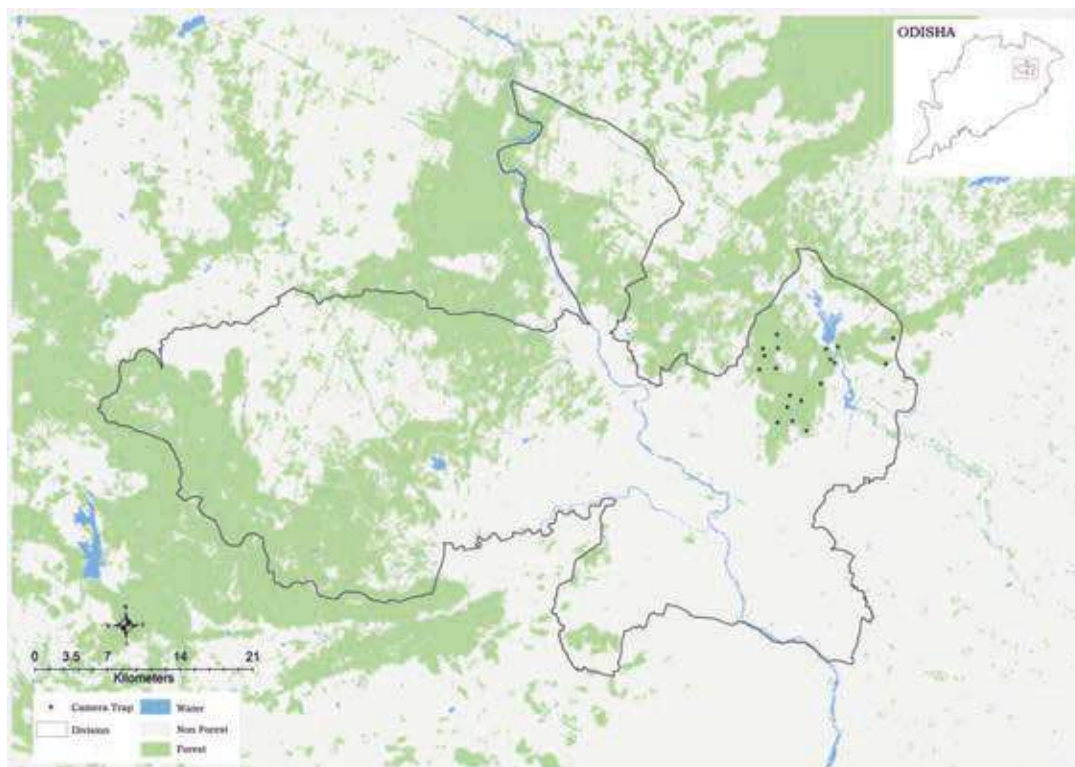 ODISHA
0 3.5 7 14 21
Kilometers
Camera Trap
Water
Division
Non Forest
Forest